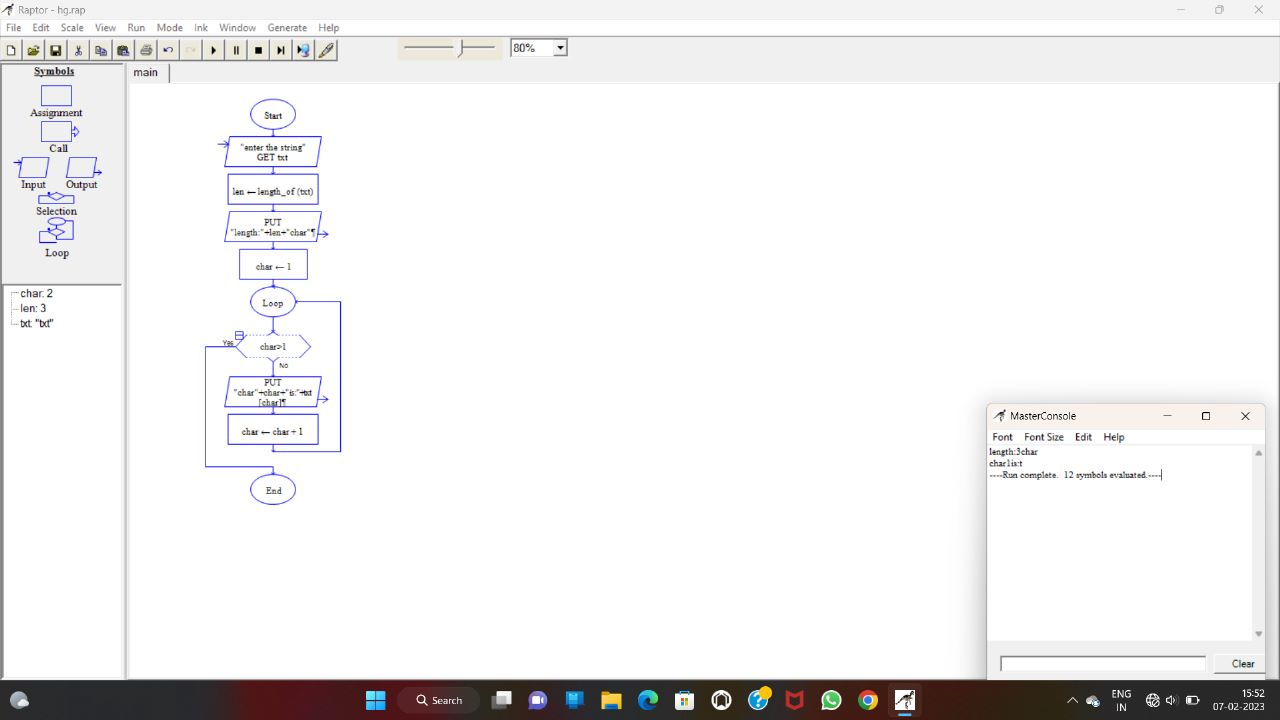 Raptor - hg.rap
File Edit Scale View Run Mode Ink Window Generate Help
80%
Symbols
main
Assignment
Call
Input Output
Selection
Loop
char: 2
len: 3
txt: "txt"
Start
"enter the string"
GET txt
len ← length_of (txt)
PUT
"length:"+len+"char"¶
char ← 1
Loop
Yes
char>1
No
PUT
"char"+char+"is:"+txt
[char]¶
char ← char + 1
End
MasterConsole
Font Font Size Edit Help
length:3char
char1is:t
----Run complete. 12 symbols evaluated.----
Clear
Search
ENG
IN
15:52
07-02-2023